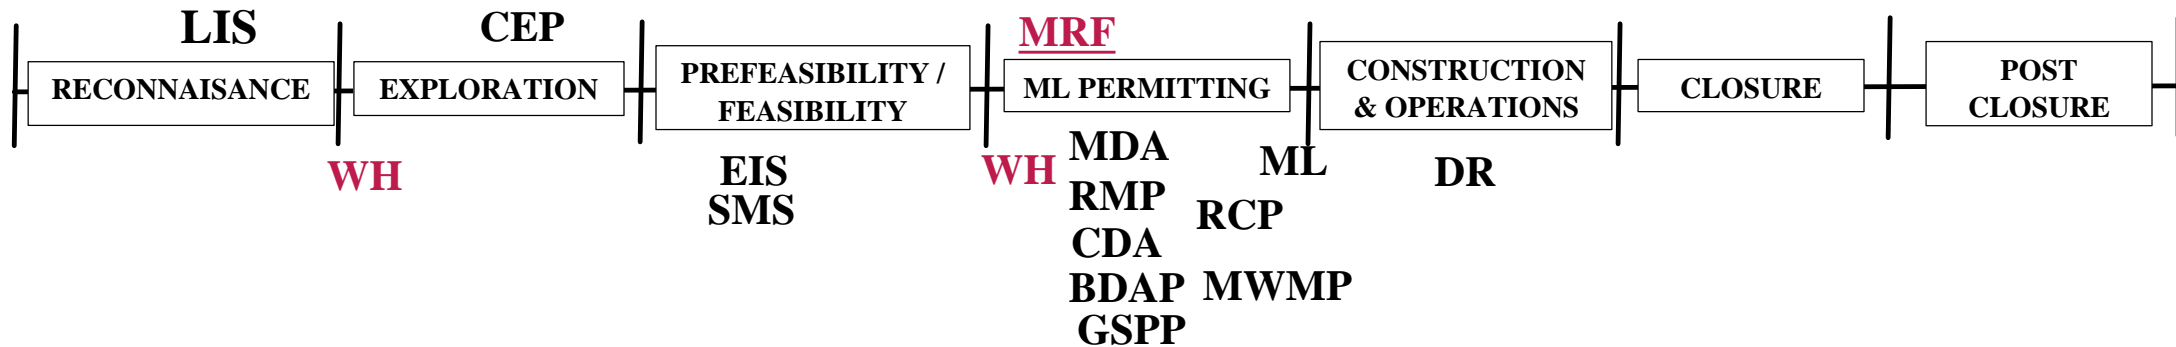 LIS
CEP
MRF
RECONNAISANCE
EXPLORATION
PREFEASIBILITY /
FEASIBILITY
ML PERMITTING
CONSTRUCTION
& OPERATIONS
CLOSURE
POST
CLOSURE
WH
EIS
SMS
WH
MDA
RMP
CDA
BDAP
GSPP
ML
RCP
MWMP
DR